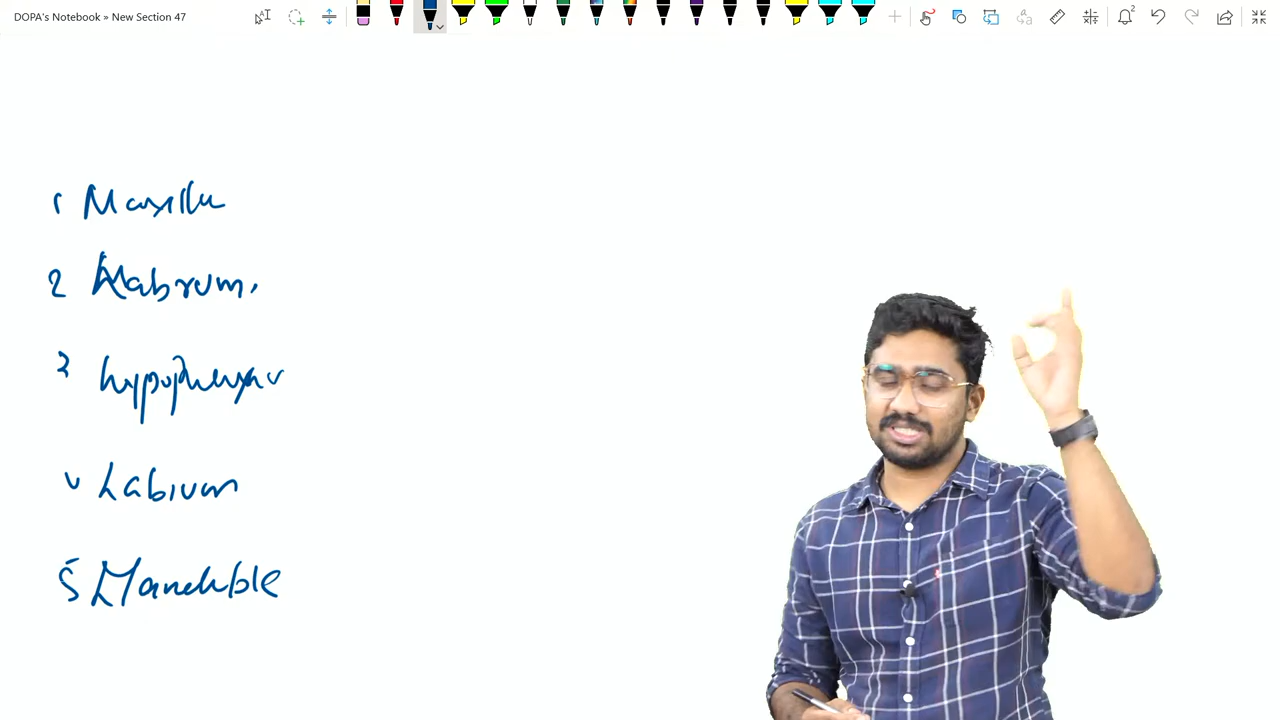 DOPA's Notebook » New Section 47
1 Maxilla
2 Labrum.
3 hypopharynx
4 Labium
5 Mandible